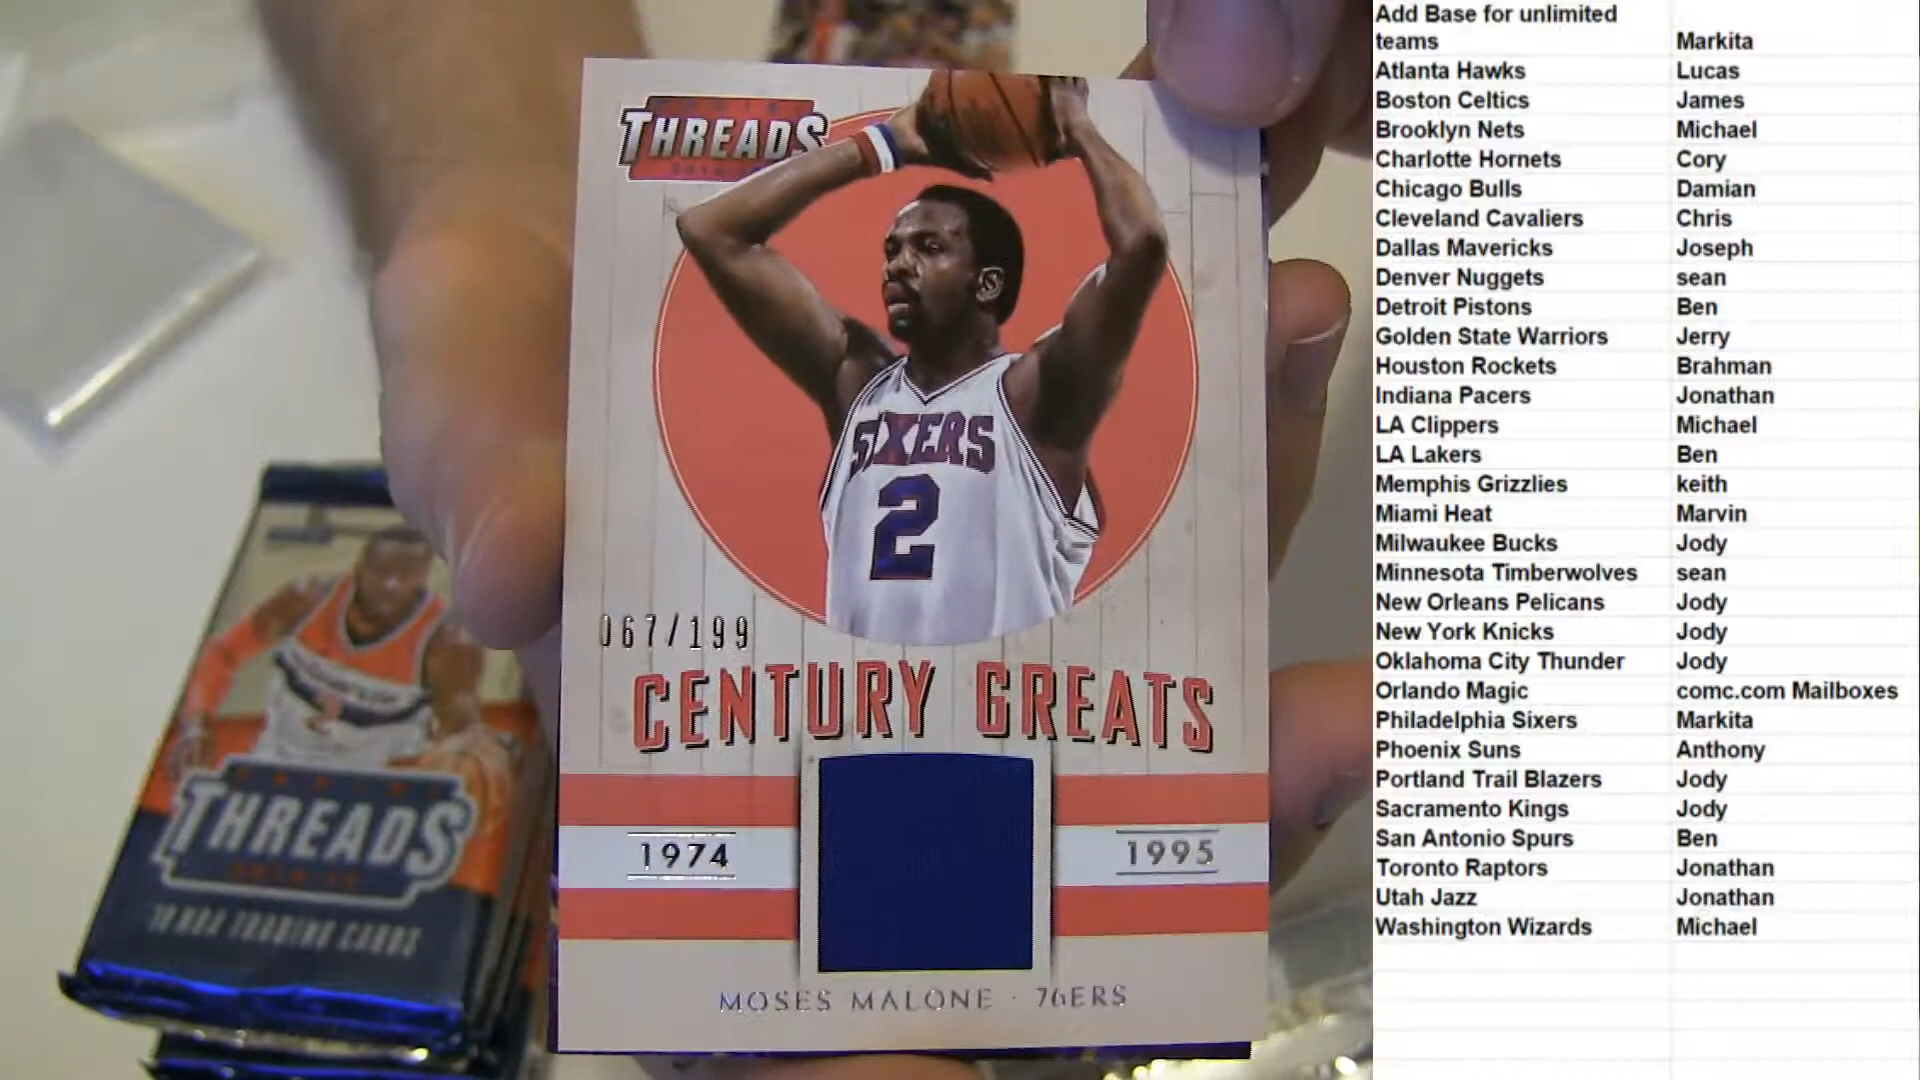 THREADS
SIXERS
2
067/199
CENTURY GREATS
1974
1995
MOSES MALONE · 76ERS
THREADS
10 NBA TRADING CARDS
Add Base for unlimited
teams Markita
Atlanta Hawks Lucas
Boston Celtics James
Brooklyn Nets Michael
Charlotte Hornets Cory
Chicago Bulls Damian
Cleveland Cavaliers Chris
Dallas Mavericks Joseph
Denver Nuggets sean
Detroit Pistons Ben
Golden State Warriors Jerry
Houston Rockets Brahman
Indiana Pacers Jonathan
LA Clippers Michael
LA Lakers Ben
Memphis Grizzlies keith
Miami Heat Marvin
Milwaukee Bucks Jody
Minnesota Timberwolves sean
New Orleans Pelicans Jody
New York Knicks Jody
Oklahoma City Thunder Jody
Orlando Magic comc.com Mailboxes
Philadelphia Sixers Markita
Phoenix Suns Anthony
Portland Trail Blazers Jody
Sacramento Kings Jody
San Antonio Spurs Ben
Toronto Raptors Jonathan
Utah Jazz Jonathan
Washington Wizards Michael